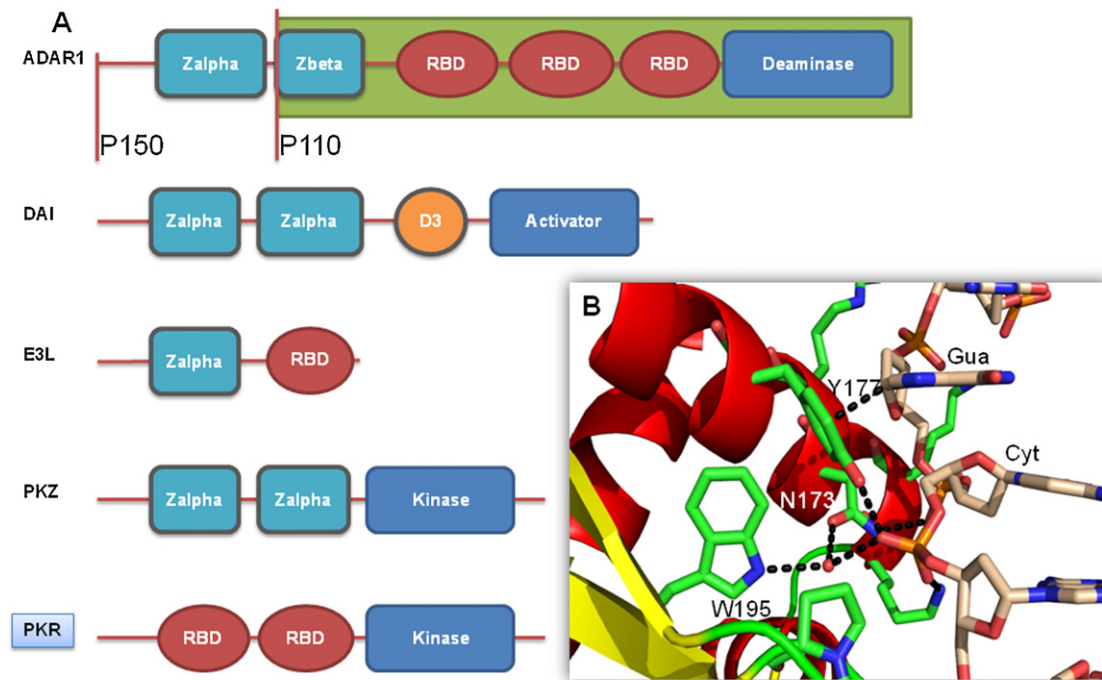 A
ADAR1
Zalpha Zbeta RBD RBD RBD Deaminase
P150 P110
DAI
Zalpha Zalpha D3 Activator
E3L
Zalpha RBD
PKZ
Zalpha Zalpha Kinase
PKR
RBD RBD Kinase
B
Gua
Y177
Cyt
N173
W195